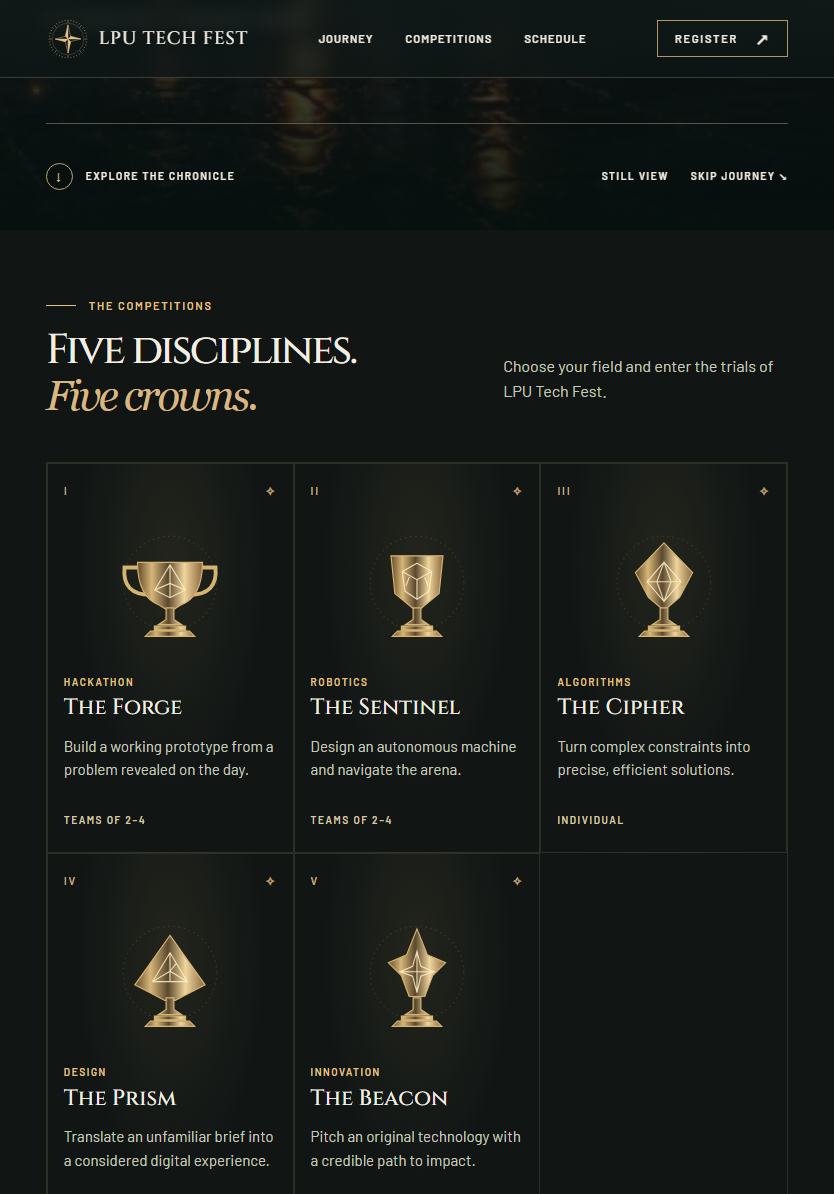 LPU TECH FEST
JOURNEY
COMPETITIONS
SCHEDULE
REGISTER ↗
↓ EXPLORE THE CHRONICLE
STILL VIEW
SKIP JOURNEY ↘
THE COMPETITIONS
Five disciplines.
Five crowns.
Choose your field and enter the trials of
LPU Tech Fest.
I
HACKATHON
The Forge
Build a working prototype from a
problem revealed on the day.
TEAMS OF 2–4
II
ROBOTICS
The Sentinel
Design an autonomous machine
and navigate the arena.
TEAMS OF 2–4
III
ALGORITHMS
The Cipher
Turn complex constraints into
precise, efficient solutions.
INDIVIDUAL
IV
DESIGN
The Prism
Translate an unfamiliar brief into
a considered digital experience.
V
INNOVATION
The Beacon
Pitch an original technology with
a credible path to impact.